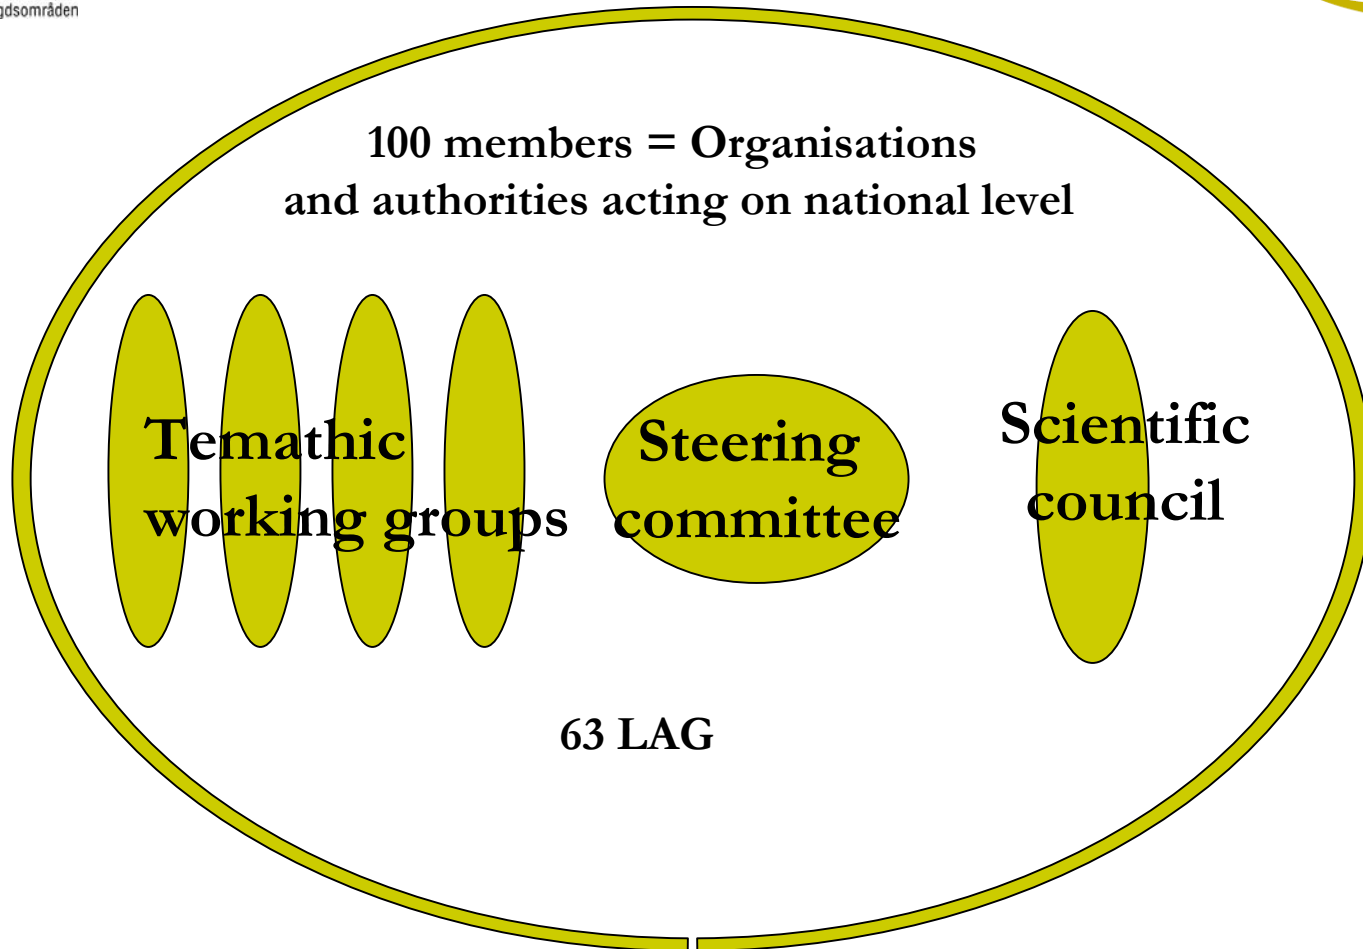 gdsområden
100 members = Organisations
and authorities acting on national level
Temathic
working groups
Steering
committee
Scientific
council
63 LAG